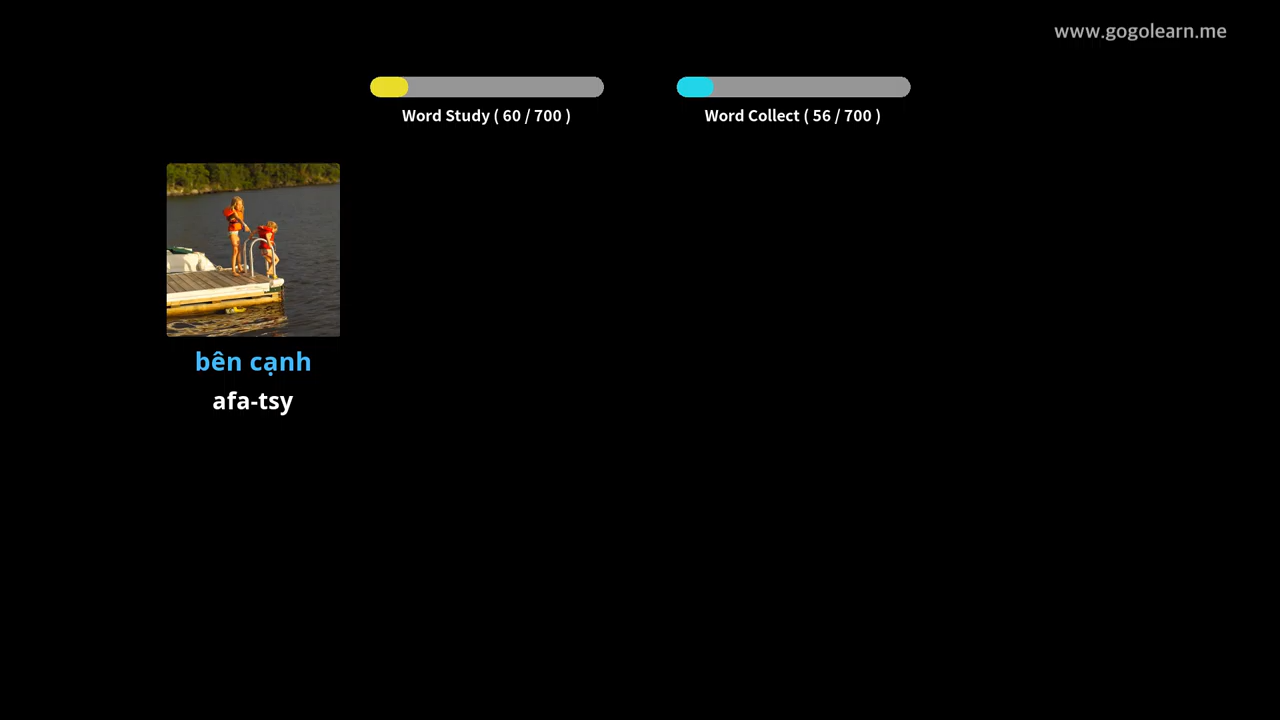 www.gogolearn.me
Word Study ( 60 / 700 )
Word Collect ( 56 / 700 )
bên cạnh
afa-tsy